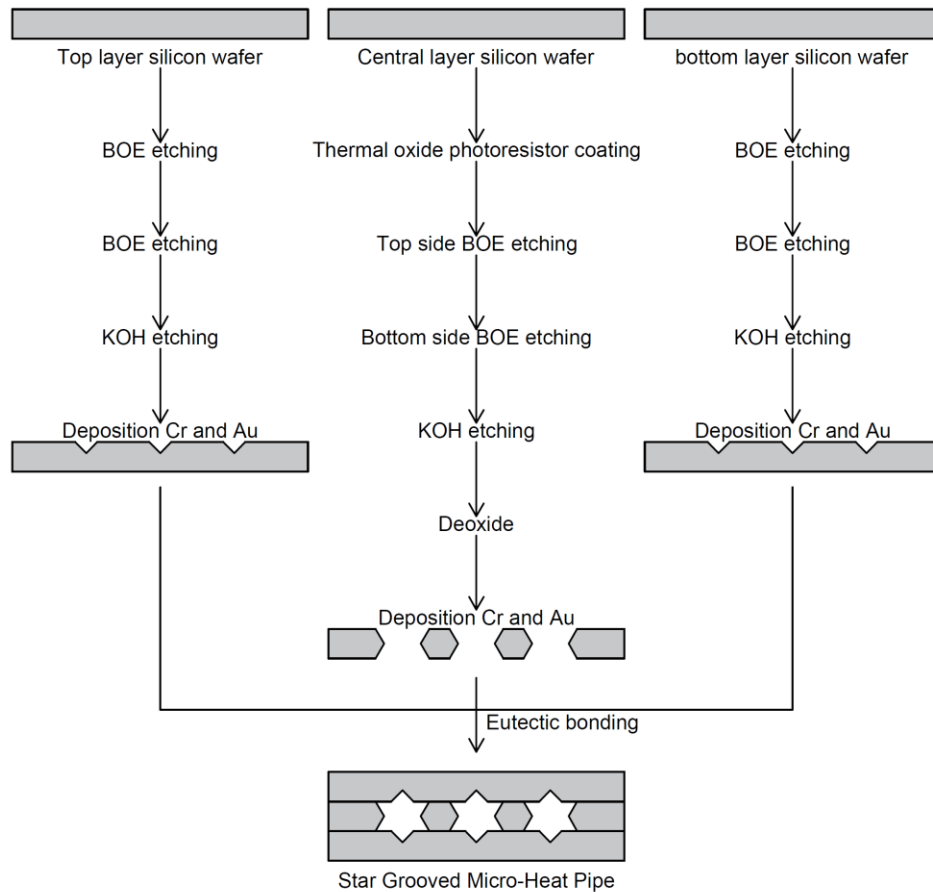 Top layer silicon wafer
Central layer silicon wafer
bottom layer silicon wafer
BOE etching
Thermal oxide photoresistor coating
BOE etching
BOE etching
Top side BOE etching
BOE etching
KOH etching
Bottom side BOE etching
KOH etching
Deposition Cr and Au
KOH etching
Deposition Cr and Au
Deoxide
Deposition Cr and Au
Eutectic bonding
Star Grooved Micro-Heat Pipe